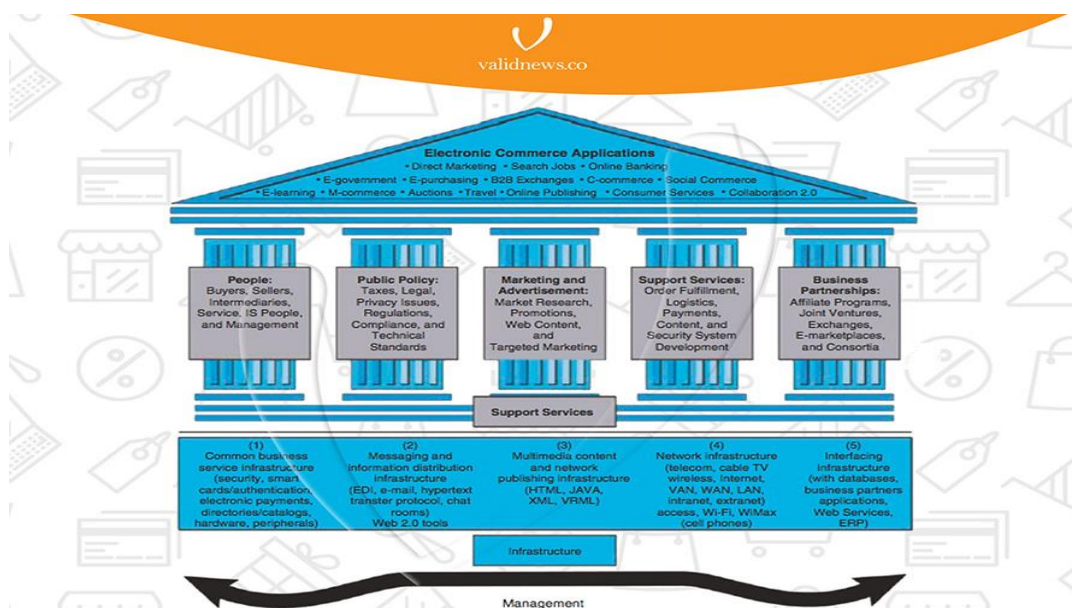 validnews.co
Electronic Commerce Applications
• Direct Marketing • Search Jobs • Online Banking
• E-government • E-purchasing • B2B Exchanges • C-commerce • Social Commerce
• E-learning • M-commerce • Auctions • Travel • Online Publishing • Consumer Services • Collaboration 2.0
People:
Buyers, Sellers,
Intermediaries,
Service, IS People,
and Management
Public Policy:
Taxes, Legal,
Privacy Issues,
Regulations,
Compliance, and
Technical
Standards
Marketing and
Advertisement:
Market Research,
Promotions,
Web Content,
and
Targeted Marketing
Support Services:
Order Fulfillment,
Logistics,
Payments,
Content, and
Security System
Development
Business
Partnerships:
Affiliate Programs,
Joint Ventures,
Exchanges,
E-marketplaces,
and Consortia
Support Services
(1)
Common business
service infrastructure
(security, smart
cards/authentication,
electronic payments,
directories/catalogs,
hardware, peripherals)
(2)
Messaging and
information distribution
infrastructure
(EDI, e-mail, hypertext
transfer protocol, chat
rooms)
Web 2.0 tools
(3)
Multimedia content
and network
publishing infrastructure
(HTML, JAVA,
XML, VRML)
(4)
Network infrastructure
(telecom, cable TV
wireless, Internet,
VAN, WAN, LAN,
intranet, extranet)
access, Wi-Fi, WiMax
(cell phones)
(5)
Interfacing
infrastructure
(with databases,
business partners
applications,
Web Services,
ERP)
Infrastructure
Management